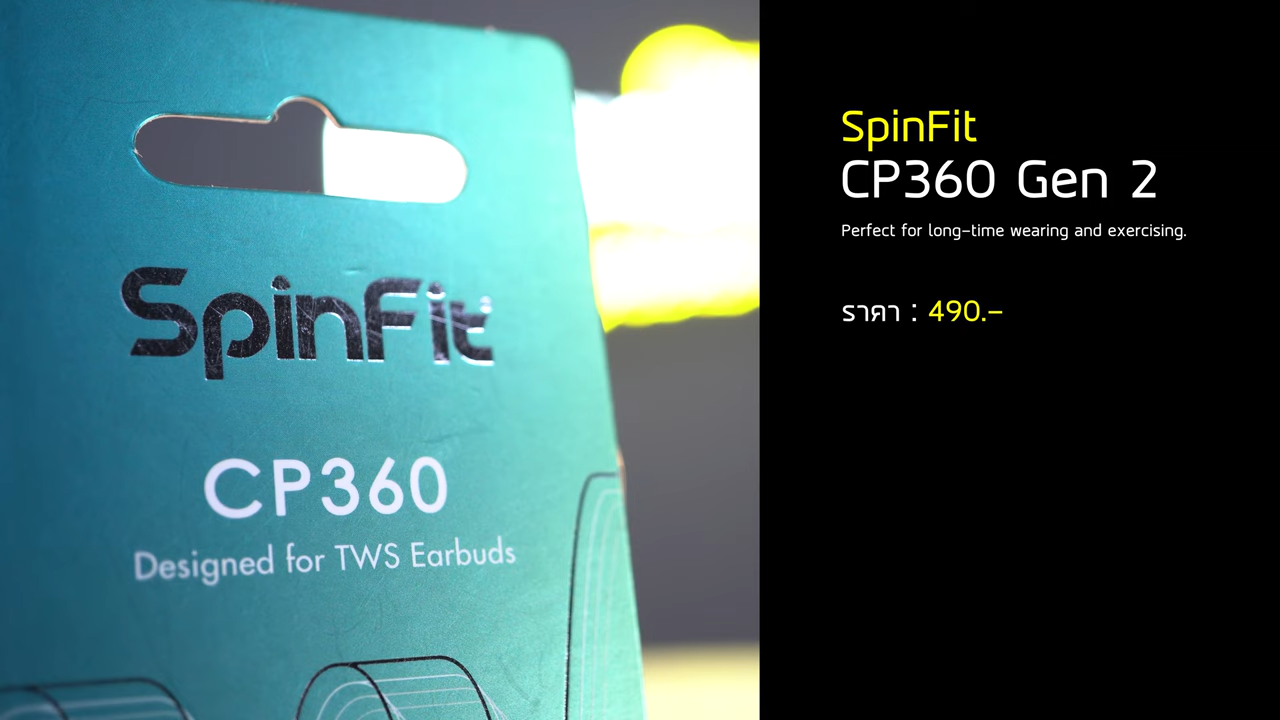 SpinFit
CP360
Designed for TWS Earbuds
SpinFit
CP360 Gen 2
Perfect for long-time wearing and exercising.
ราคา : 490.-